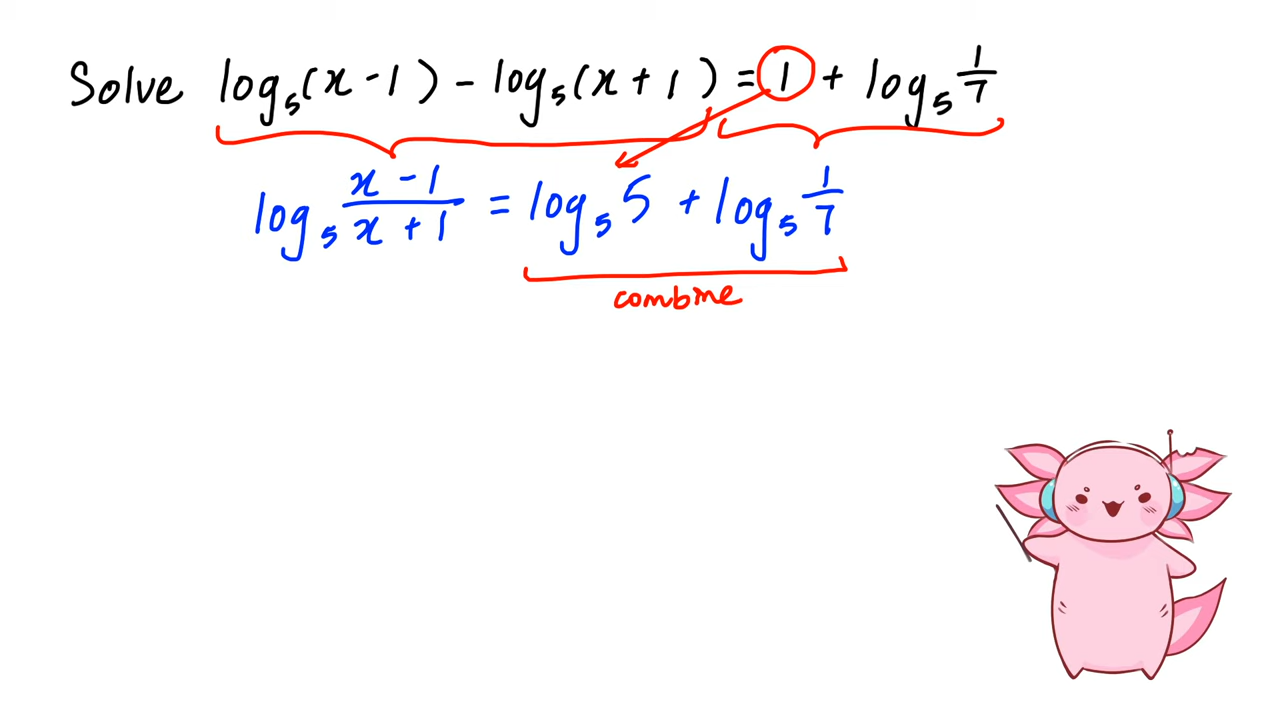 Solve log₅(x-1) - log₅(x+1) = 1 + log₅ 1/7
log₅ (x-1)/(x+1) = log₅ 5 + log₅ 1/7
combine